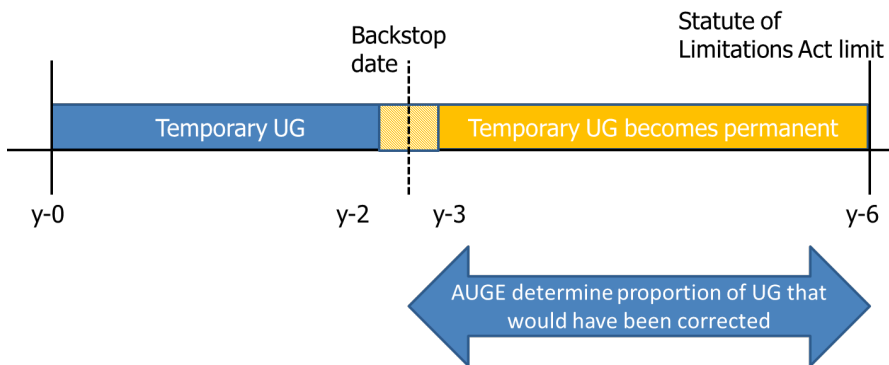 Backstop
date
Statute of
Limitations Act limit
Temporary UG
Temporary UG becomes permanent
y-0
y-2
y-3
y-6
AUGE determine proportion of UG that
would have been corrected